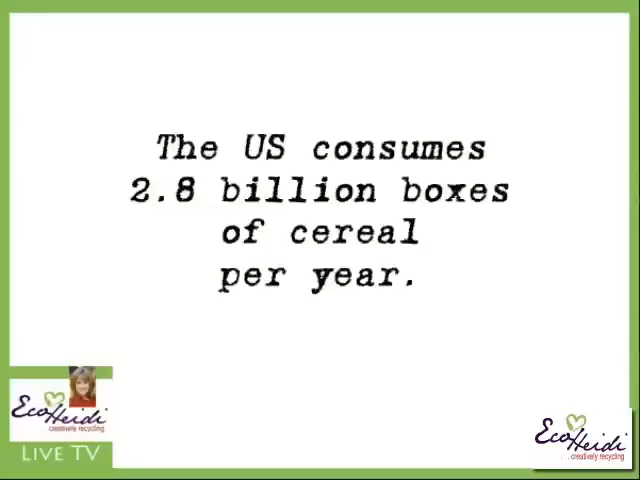 The US consumes
2.8 billion boxes
of cereal
per year.
EcoHeidi
creatively recycling
LIVE TV
EcoHeidi
...creatively recycling